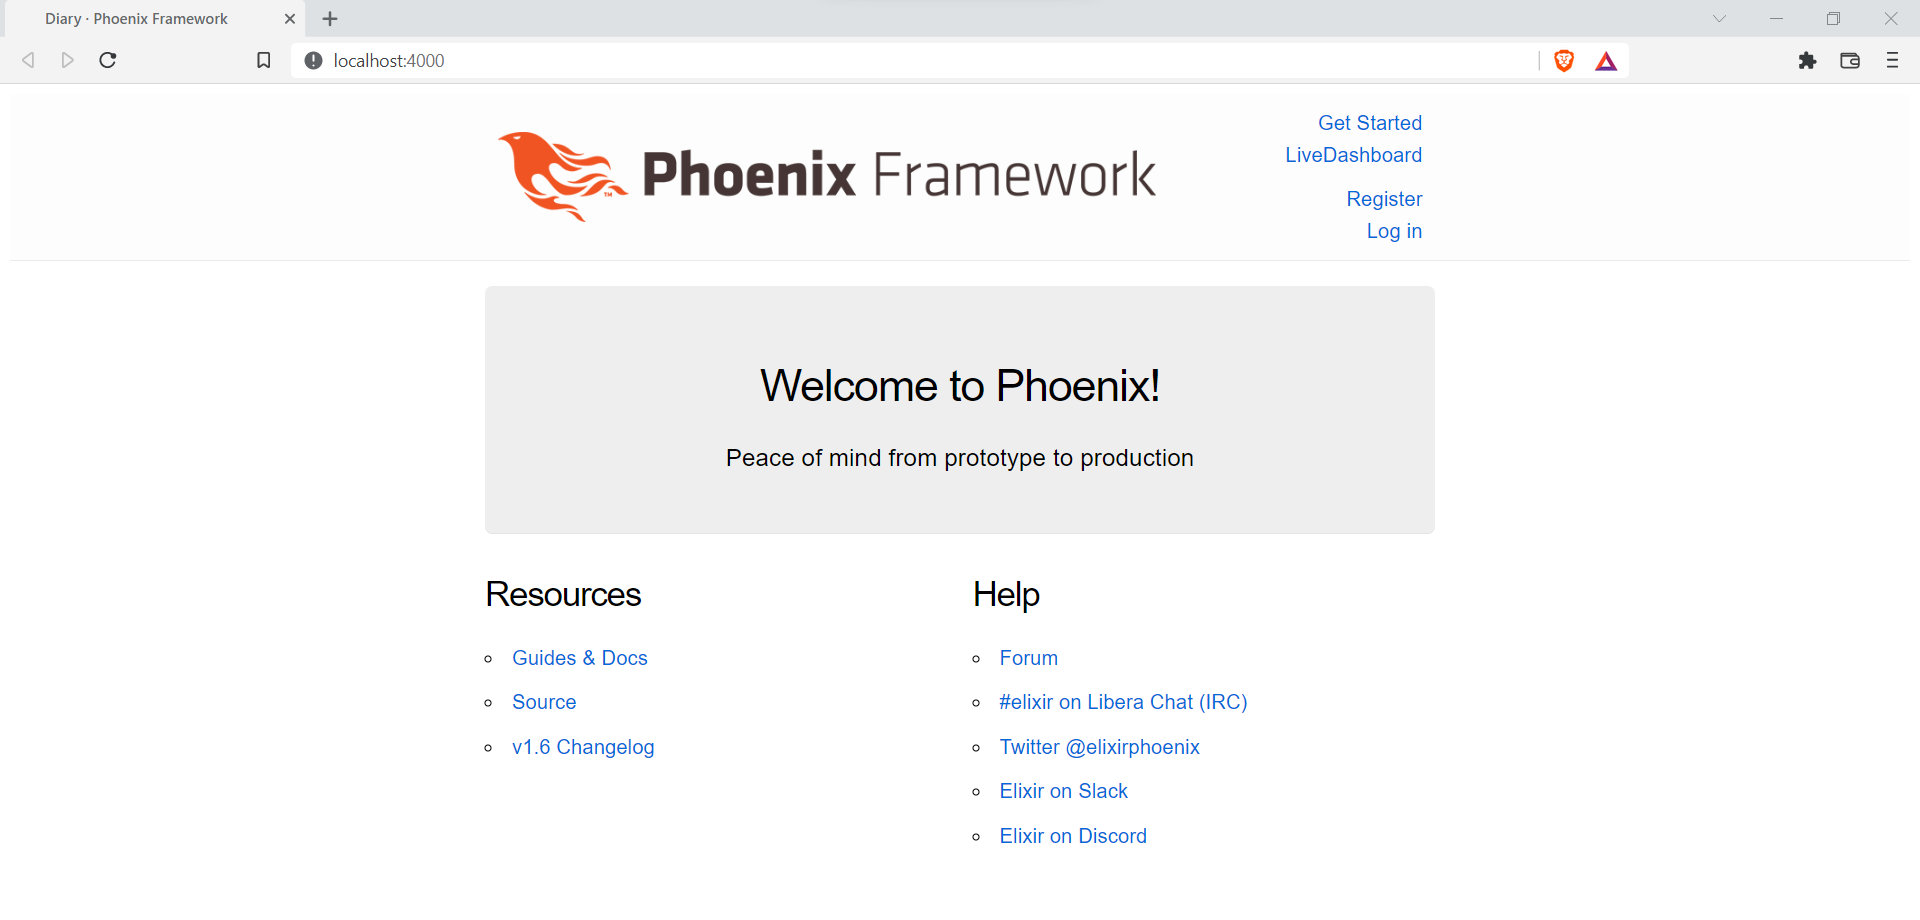 Diary · Phoenix Framework
localhost:4000
Phoenix Framework
TM
Get Started
LiveDashboard
Register
Log in
Welcome to Phoenix!
Peace of mind from prototype to production
Resources
Guides & Docs
Source
v1.6 Changelog
Help
Forum
#elixir on Libera Chat (IRC)
Twitter @elixirphoenix
Elixir on Slack
Elixir on Discord